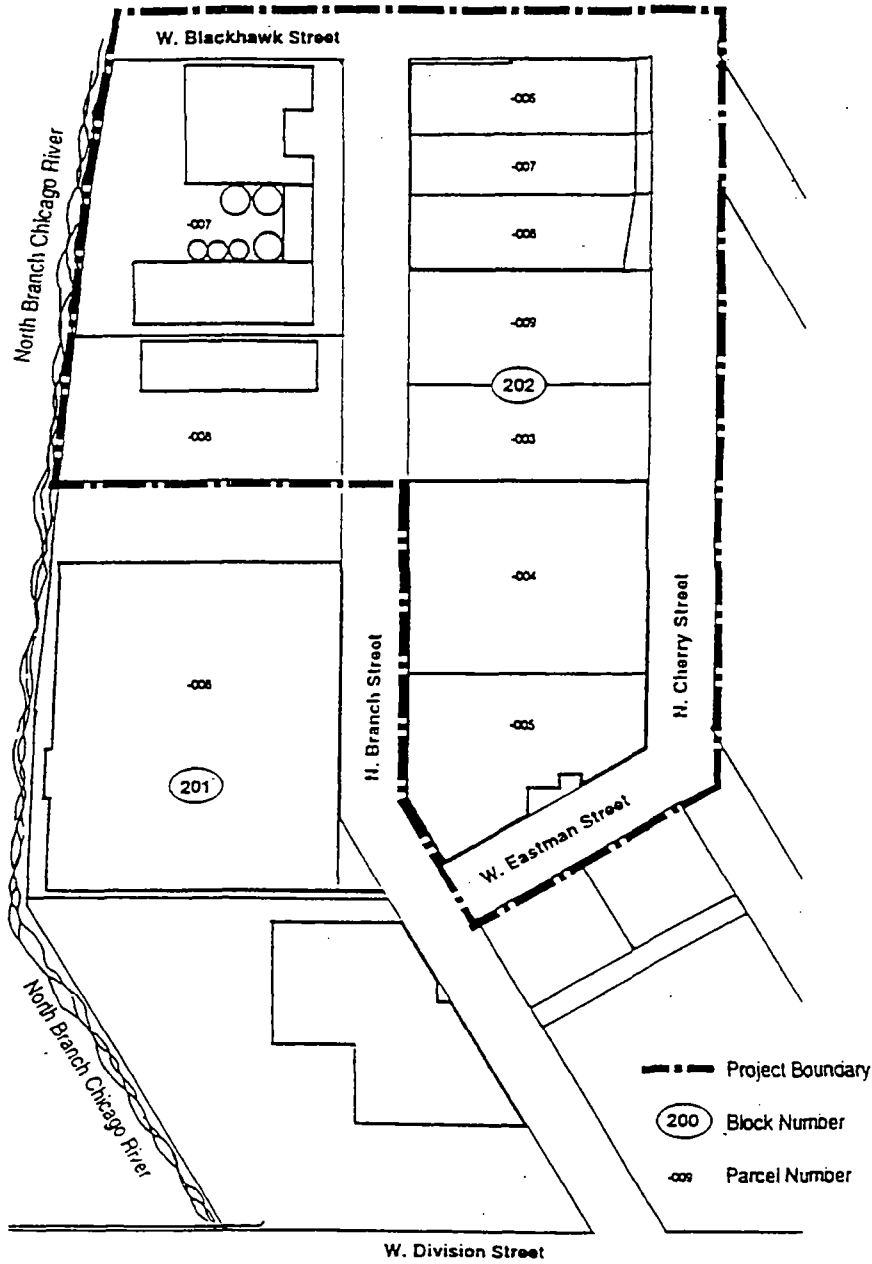 W. Blackhawk Street
North Branch Chicago River
-006
-007
-007
-008
-009
202
-003
-008
-004
N. Cherry Street
N. Branch Street
-005
-008
201
W. Eastman Street
North Branch Chicago River
Project Boundary
200 Block Number
-009 Parcel Number
W. Division Street